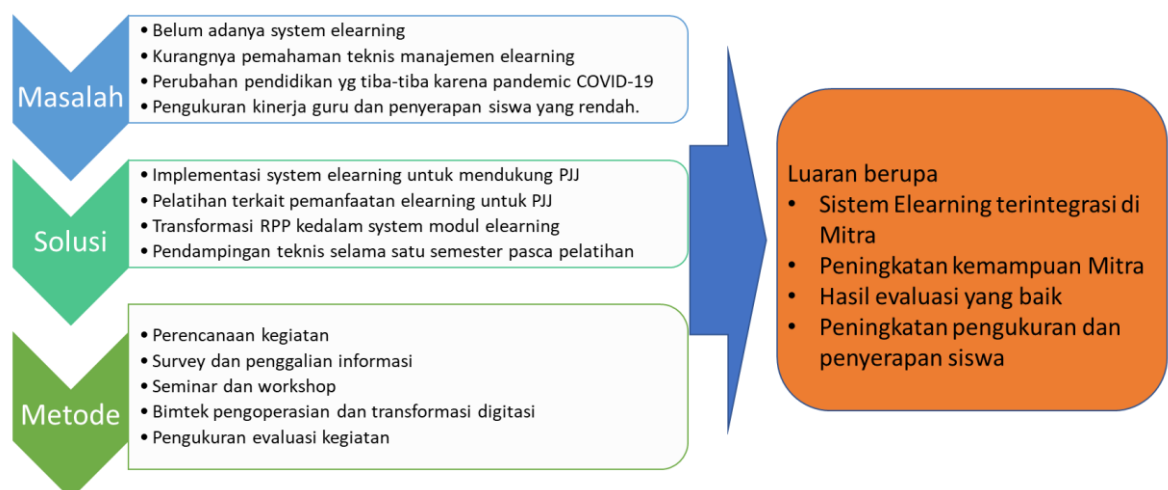 Masalah
• Belum adanya system elearning
• Kurangnya pemahaman teknis manajemen elearning
• Perubahan pendidikan yg tiba-tiba karena pandemic COVID-19
• Pengukuran kinerja guru dan penyerapan siswa yang rendah.
Solusi
• Implementasi system elearning untuk mendukung PJJ
• Pelatihan terkait pemanfaatan elearning untuk PJJ
• Transformasi RPP kedalam system modul elearning
• Pendampingan teknis selama satu semester pasca pelatihan
Metode
• Perencanaan kegiatan
• Survey dan penggalian informasi
• Seminar dan workshop
• Bimtek pengoperasian dan transformasi digitasi
• Pengukuran evaluasi kegiatan
Luaran berupa
• Sistem Elearning terintegrasi di
Mitra
• Peningkatan kemampuan Mitra
• Hasil evaluasi yang baik
• Peningkatan pengukuran dan
penyerapan siswa